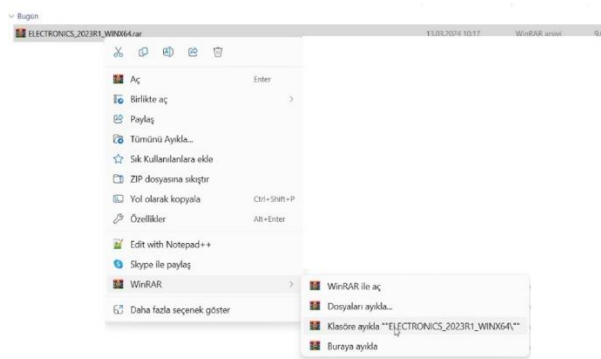 Bugün
ELECTRONICS_2023R1_WINX64.rar 13.03.2024 10:17 WinRAR arşivi
Aç Enter
Birlikte aç
Paylaş
Tümünü Ayıkla...
Sık Kullanılanlara ekle
ZIP dosyasına sıkıştır
Yol olarak kopyala Ctrl+Shift+P
Özellikler Alt+Enter
Edit with Notepad++
Skype ile paylaş
WinRAR
Daha fazla seçenek göster
WinRAR ile aç
Dosyaları ayıkla...
Klasöre ayıkla ""ELECTRONICS_2023R1_WINX64\""
Buraya ayıkla